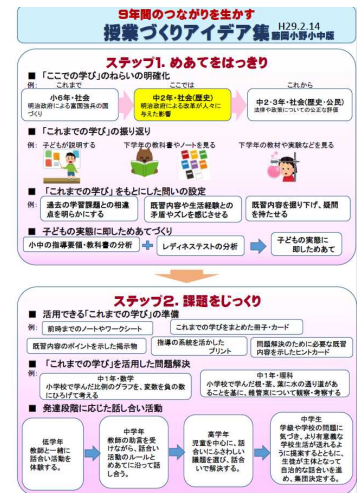 9年間のつながりを生かす
授業づくりアイデア集
H29.2.14
藤岡小野小中版
ステップ1. めあてをはっきり
■ 「ここでの学び」のねらいの明確化
例: これまで ここでは これから
小6年・社会
明治政府による富国強兵の国
づくり
中2年・社会(歴史)
明治政府による改革が人々に
与えた影響
中2・3年・社会(歴史・公民)
法律や政策についての公正な評価
■ 「これまでの学び」の振り返り
例: 子どもが説明する 下学年の教科書やノートを見る 下学年の教材や実験などを見る
■ 「これまでの学び」をもとにした問いの設定
例:
過去の学習課題との相違
点を明らかにする
既習内容や生活経験との
矛盾やズレを感じさせる
既習内容を掘り下げ、疑問
を持たせる
■ 子どもの実態に即しためあてづくり
小中の指導要領・教科書の分析
レディネステストの分析
子どもの実態に
即しためあて
ステップ2. 課題をじっくり
■ 活用できる「これまでの学び」の準備
例: 前時までのノートやワークシート
これまでの学びをまとめた冊子・カード
既習内容のポイントを示した掲示物
指導の系統を活かした
プリント
問題解決のために必要な既習
内容を示したヒントカード
■ 「これまでの学び」を活用した問題解決
中1年・数学
小学校で学んだ比例のグラフを、変数を負の数
にひろげて考える
中1年・理科
小学校で学んだ根・茎、葉に水の通り道があ
ることを基に、維管束について観察・考察する
■ 発達段階に応じた話し合い活動
低学年
教師と一緒に
話合い活動を
体験する。
中学年
教師の助言を受
けながら、話合い
活動のルールと
めあてに沿って話
し合う。
高学年
児童を中心に、話
合いにふさわしい
議題を選び、話合
いで解決する。
中学生
学級や学校の問題に
気づき、より有意義な
学校生活が送れるよ
うに提案するとともに、
生徒が主体となって
自治的な話合いを進
め、集団決定する。